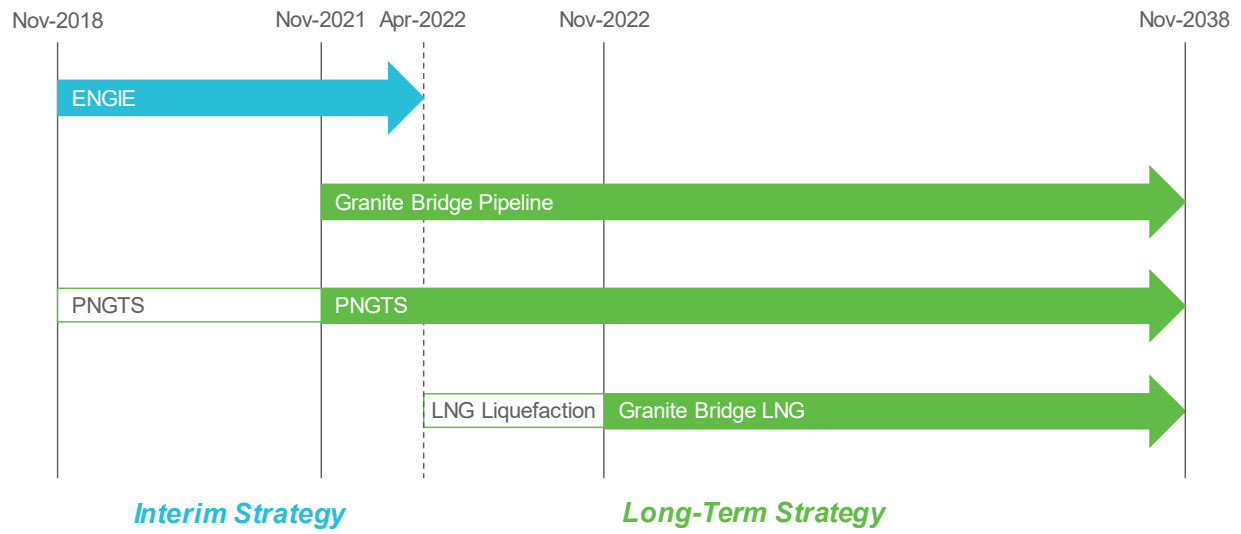 Nov-2018 Nov-2021 Apr-2022 Nov-2022 Nov-2038
ENGIE
Granite Bridge Pipeline
PNGTS PNGTS
LNG Liquefaction Granite Bridge LNG
Interim Strategy Long-Term Strategy